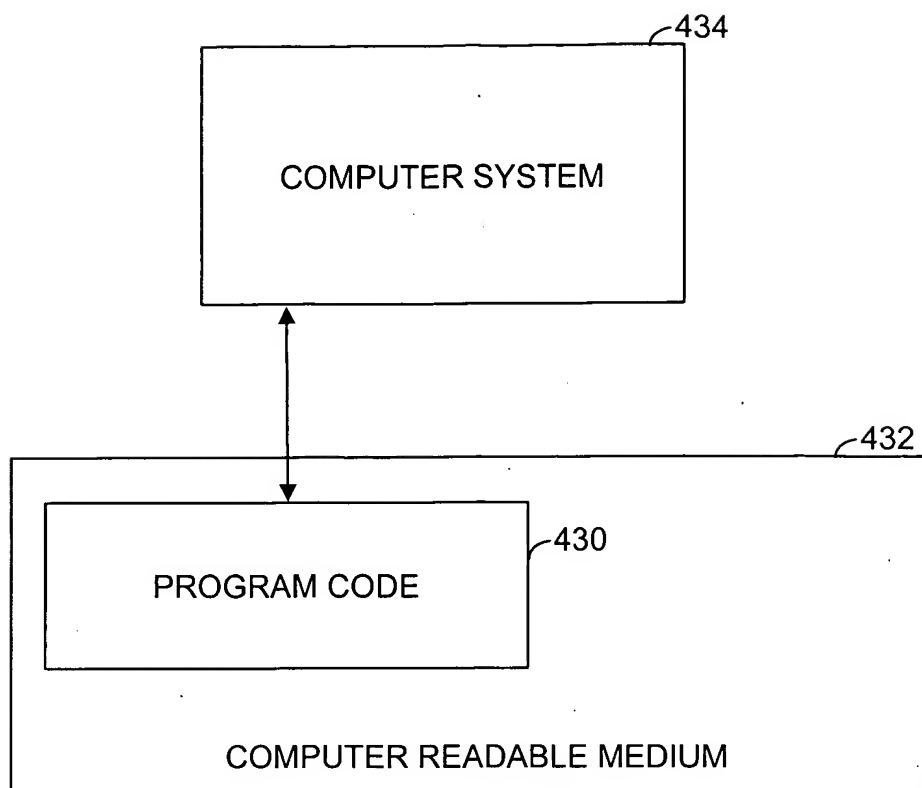 434
COMPUTER SYSTEM
432
430
PROGRAM CODE
COMPUTER READABLE MEDIUM